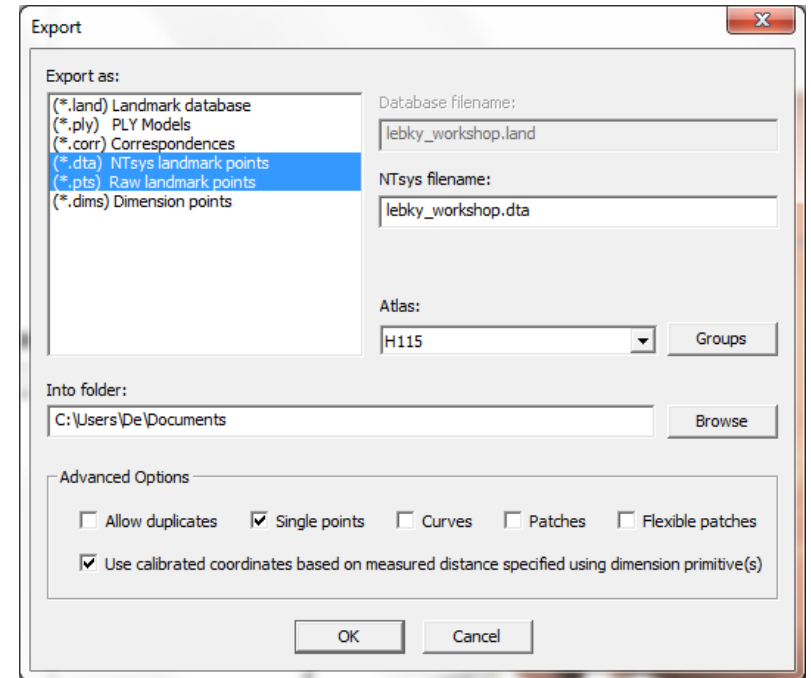 Export
Export as:
(*.land) Landmark database
(*.ply) PLY Models
(*.corr) Correspondences
(*.dta) NTsys landmark points
(*.pts) Raw landmark points
(*.dims) Dimension points
Database filename:
lebky_workshop.land
NTsys filename:
lebky_workshop.dta
Atlas:
H115
Groups
Into folder:
C:\Users\De\Documents
Browse
Advanced Options
Allow duplicates
Single points
Curves
Patches
Flexible patches
Use calibrated coordinates based on measured distance specified using dimension primitive(s)
OK
Cancel